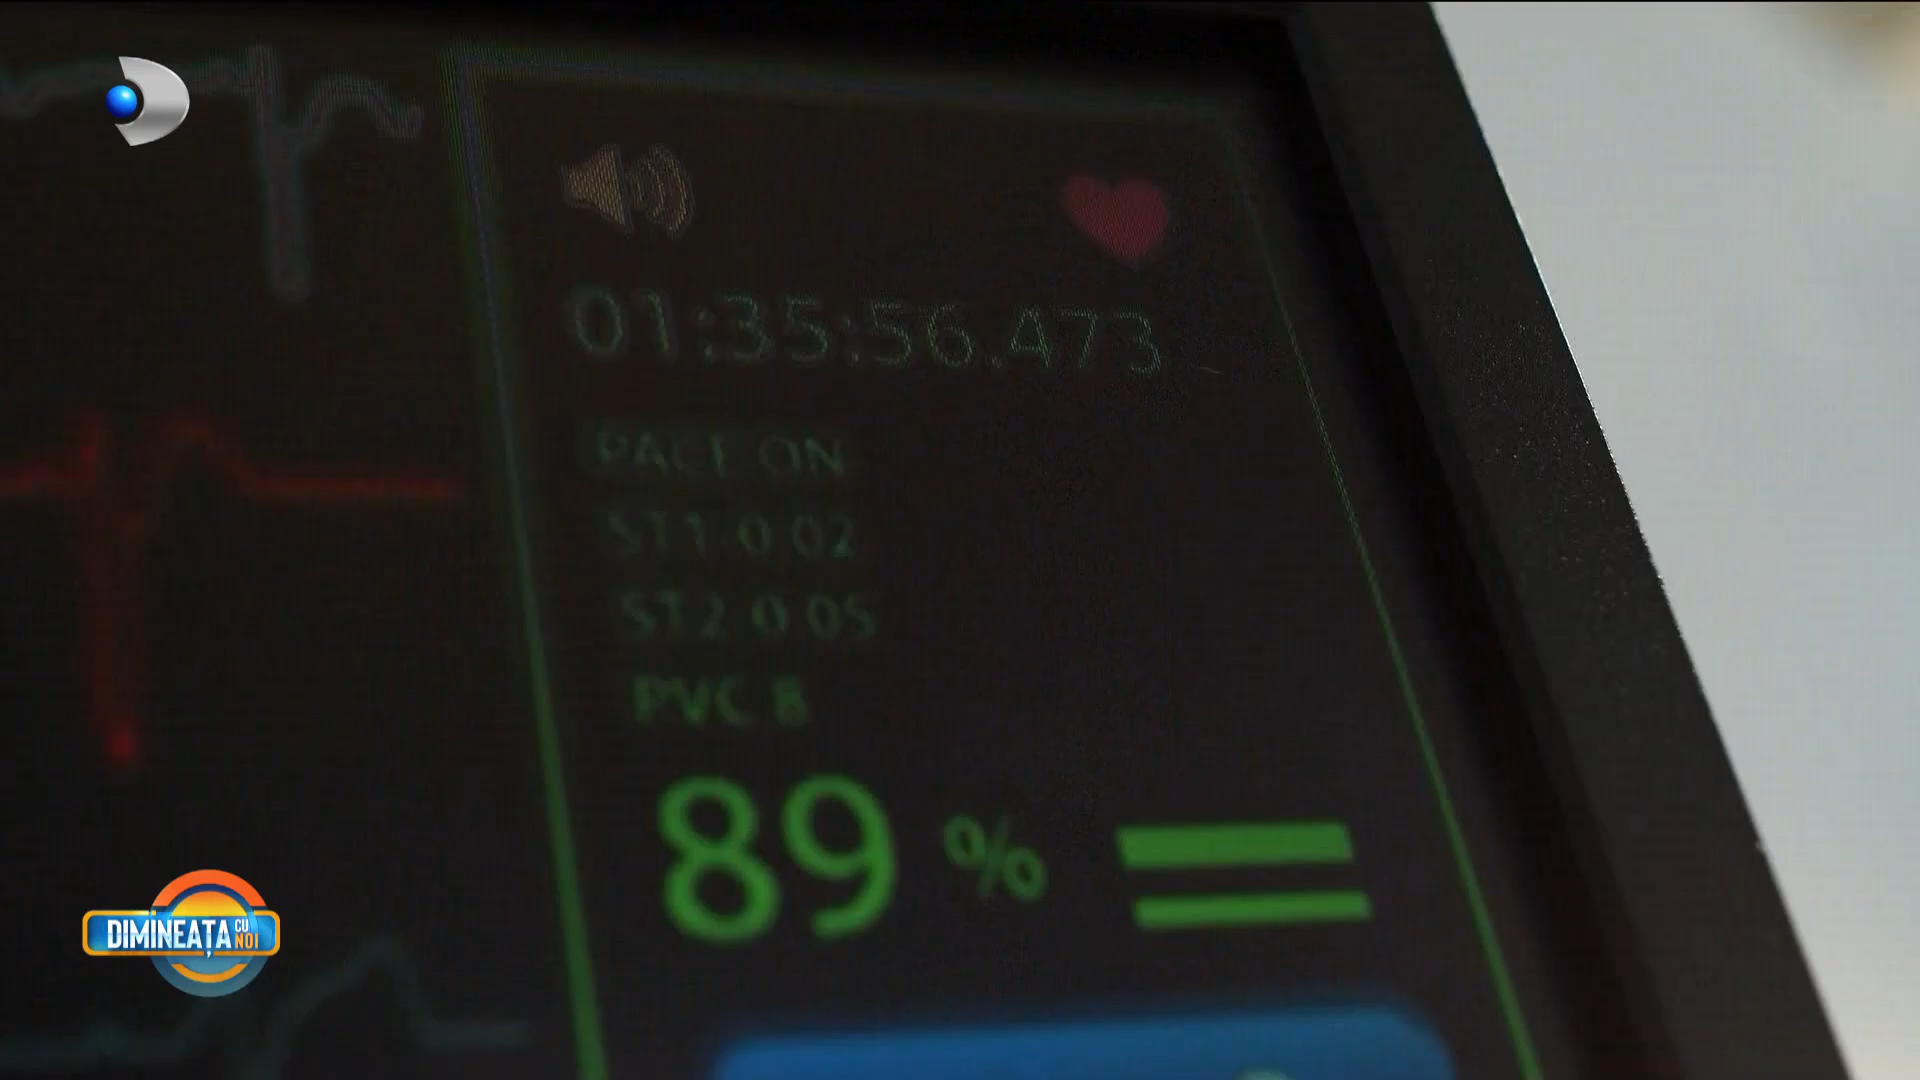 01:35:56.473
PACE ON
ST1 0 02
ST2 0 05
PVC 8
89 %
DIMINEAȚA CU NOI